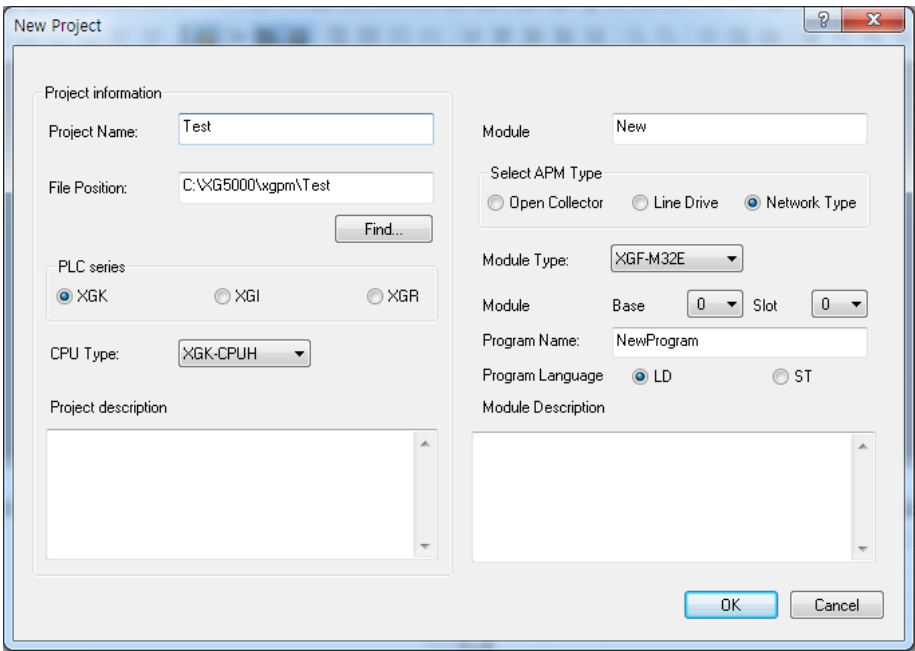 New Project
Project information
Project Name:
Test
File Position:
C:\XG5000\xgpm\Test
Find...
PLC series
XGK
XGI
XGR
CPU Type:
XGK-CPUH
Project description
Module
New
Select APM Type
Open Collector
Line Drive
Network Type
Module Type:
XGF-M32E
Module
Base
0
Slot
0
Program Name:
NewProgram
Program Language
LD
ST
Module Description
OK
Cancel